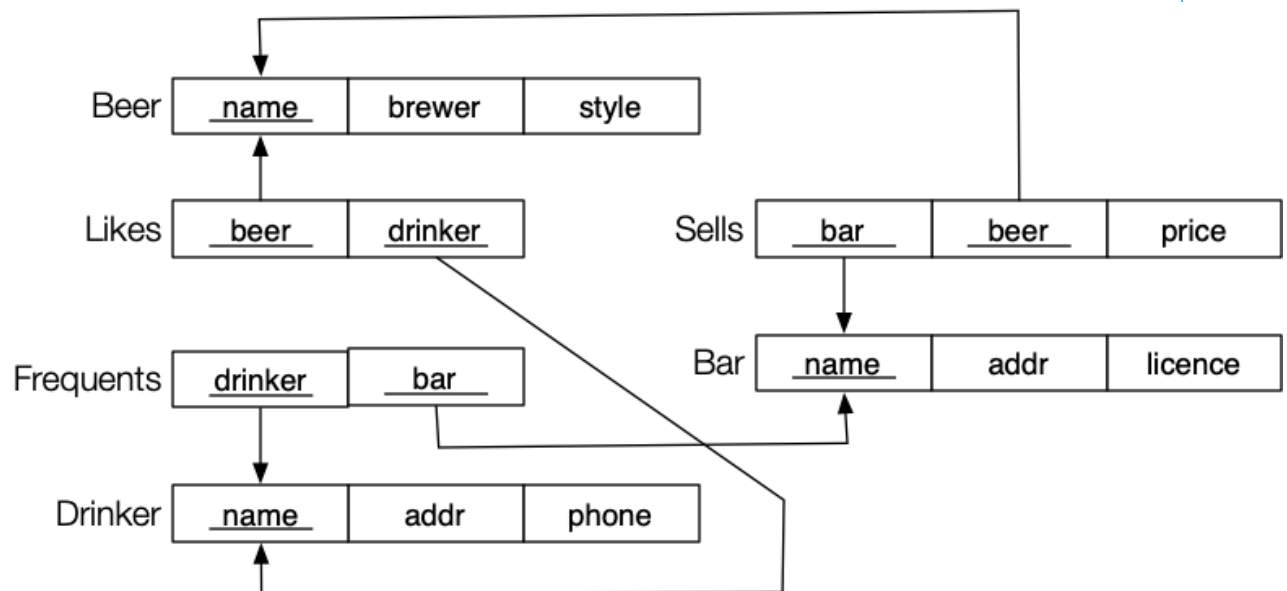 Beer name brewer style
Likes beer drinker
Sells bar beer price
Frequents drinker bar
Bar name addr licence
Drinker name addr phone